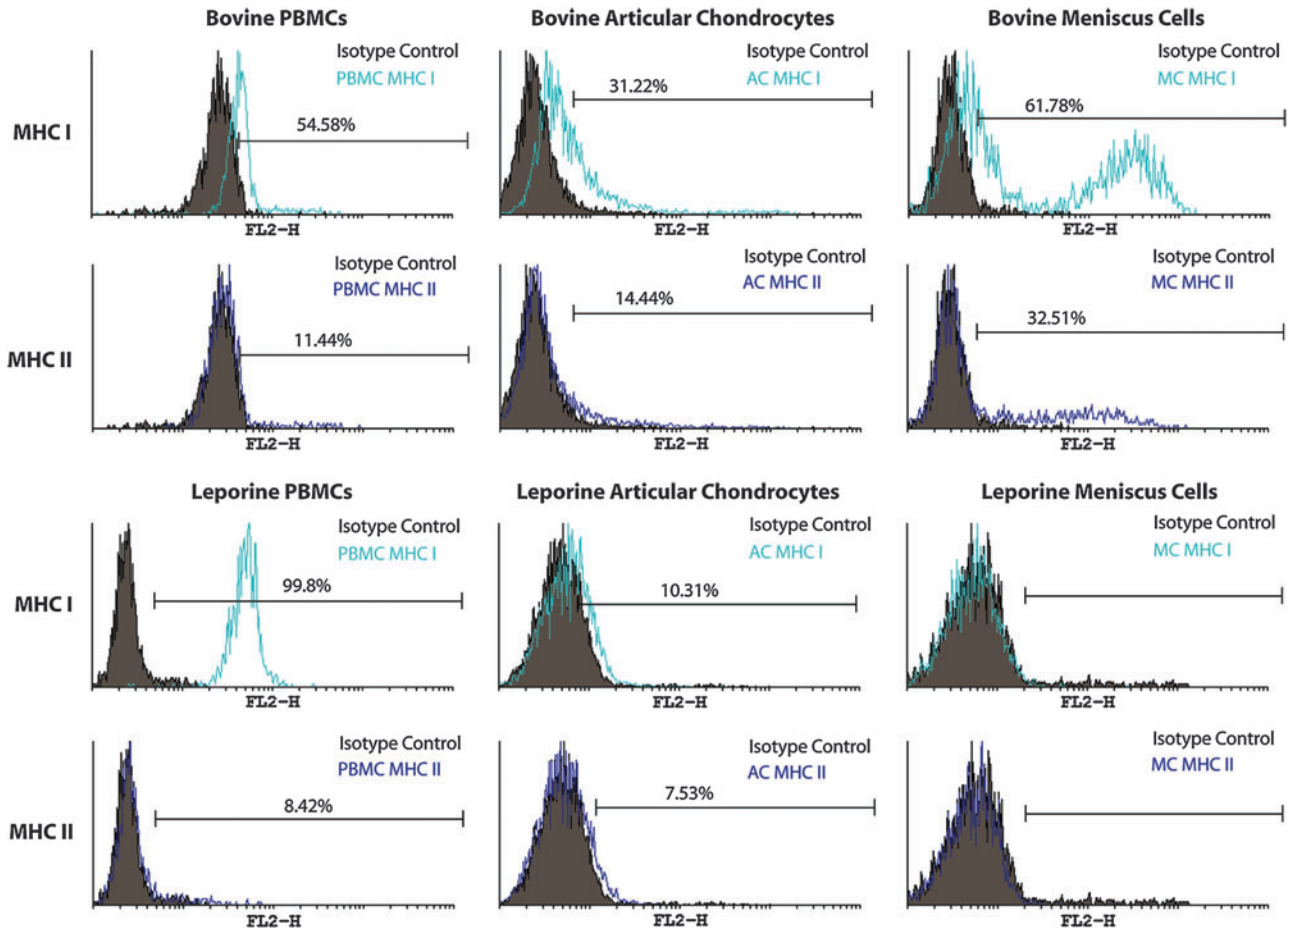 Bovine PBMCs
Bovine Articular Chondrocytes
Bovine Meniscus Cells
MHC I
Isotype Control
PBMC MHC I
54.58%
FL2-H
Isotype Control
AC MHC I
31.22%
FL2-H
Isotype Control
MC MHC I
61.78%
FL2-H
MHC II
Isotype Control
PBMC MHC II
11.44%
FL2-H
Isotype Control
AC MHC II
14.44%
FL2-H
Isotype Control
MC MHC II
32.51%
FL2-H
Leporine PBMCs
Leporine Articular Chondrocytes
Leporine Meniscus Cells
MHC I
Isotype Control
PBMC MHC I
99.8%
FL2-H
Isotype Control
AC MHC I
10.31%
FL2-H
Isotype Control
MC MHC I
FL2-H
MHC II
Isotype Control
PBMC MHC II
8.42%
FL2-H
Isotype Control
AC MHC II
7.53%
FL2-H
Isotype Control
MC MHC II
FL2-H